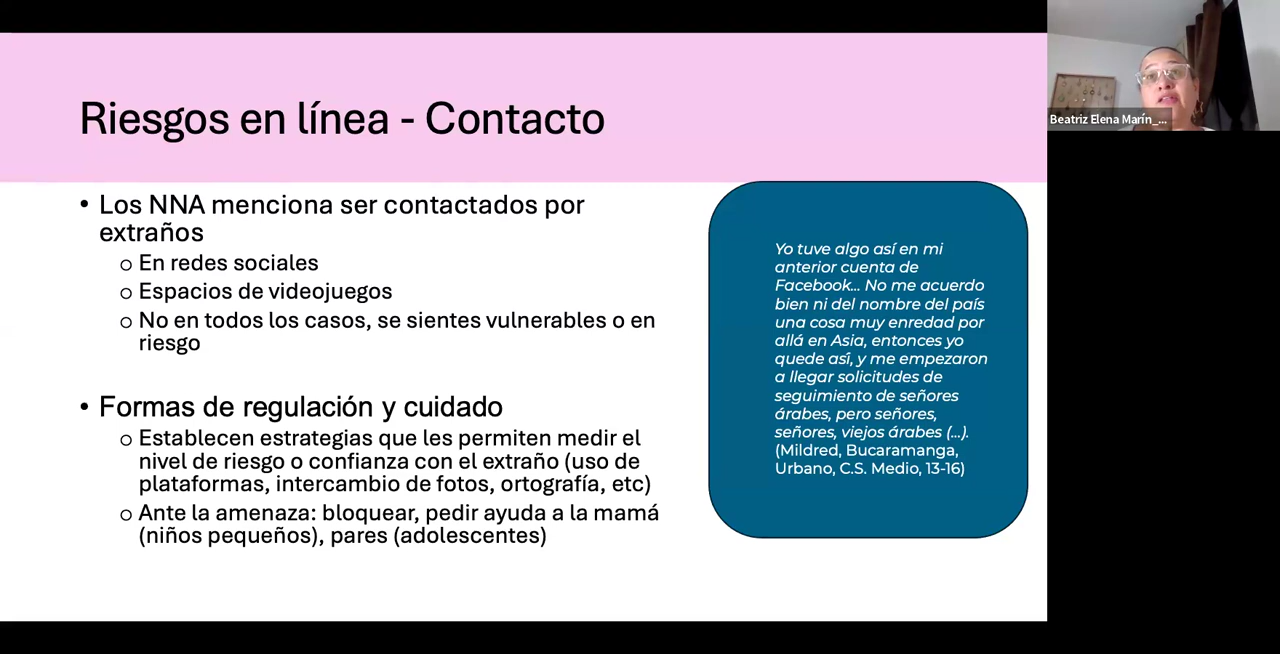 Riesgos en línea - Contacto
• Los NNA menciona ser contactados por
extraños
o En redes sociales
o Espacios de videojuegos
o No en todos los casos, se sientes vulnerables o en
riesgo
• Formas de regulación y cuidado
o Establecen estrategias que les permiten medir el
nivel de riesgo o confianza con el extraño (uso de
plataformas, intercambio de fotos, ortografía, etc)
o Ante la amenaza: bloquear, pedir ayuda a la mamá
(niños pequeños), pares (adolescentes)
Yo tuve algo así en mi
anterior cuenta de
Facebook... No me acuerdo
bien ni del nombre del país
una cosa muy enredad por
allá en Asia, entonces yo
quede así, y me empezaron
a llegar solicitudes de
seguimiento de señores
árabes, pero señores,
señores, viejos árabes (...).
(Mildred, Bucaramanga,
Urbano, C.S. Medio, 13-16)
Beatriz Elena Marín_...